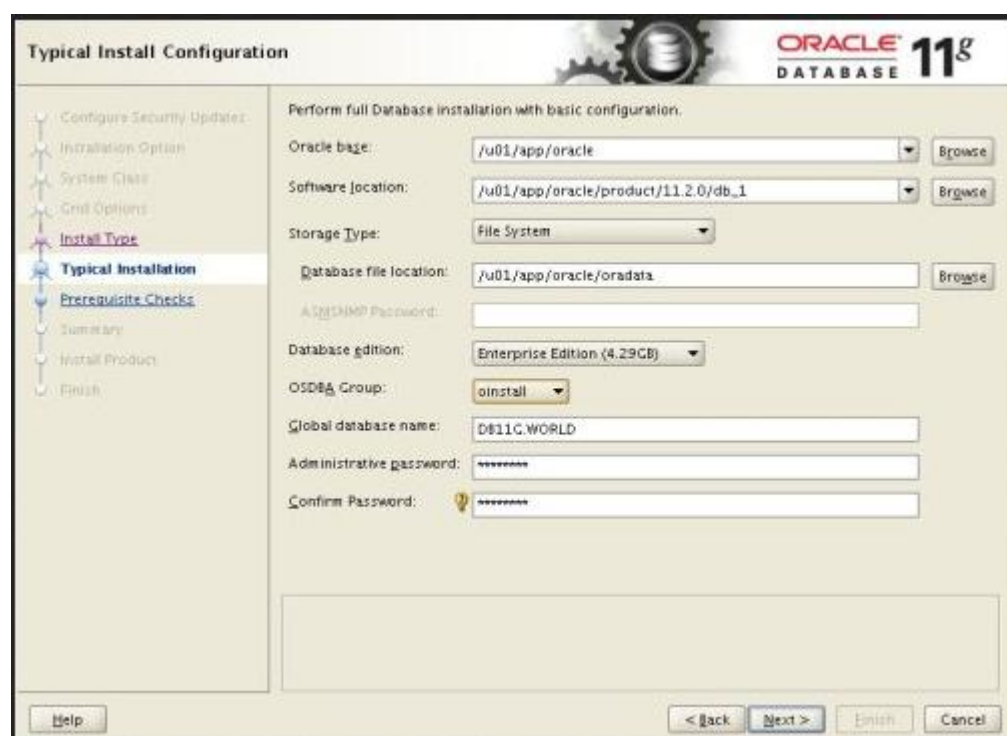 Typical Install Configuration
ORACLE
DATABASE
11g
Configure Security Updates
Installation Option
System Class
Grid Options
Install Type
Typical Installation
Prerequisite Checks
Summary
Install Product
Finish
Perform full Database installation with basic configuration.
Oracle base: /u01/app/oracle Browse
Software location: /u01/app/oracle/product/11.2.0/db_1 Browse
Storage Type: File System
Database file location: /u01/app/oracle/oradata Browse
ASMSNMP Password:
Database edition: Enterprise Edition (4.29GB)
OSDBA Group: oinstall
Global database name: DB11G.WORLD
Administrative password: ********
Confirm Password: ********
Help < Back Next > Finish Cancel